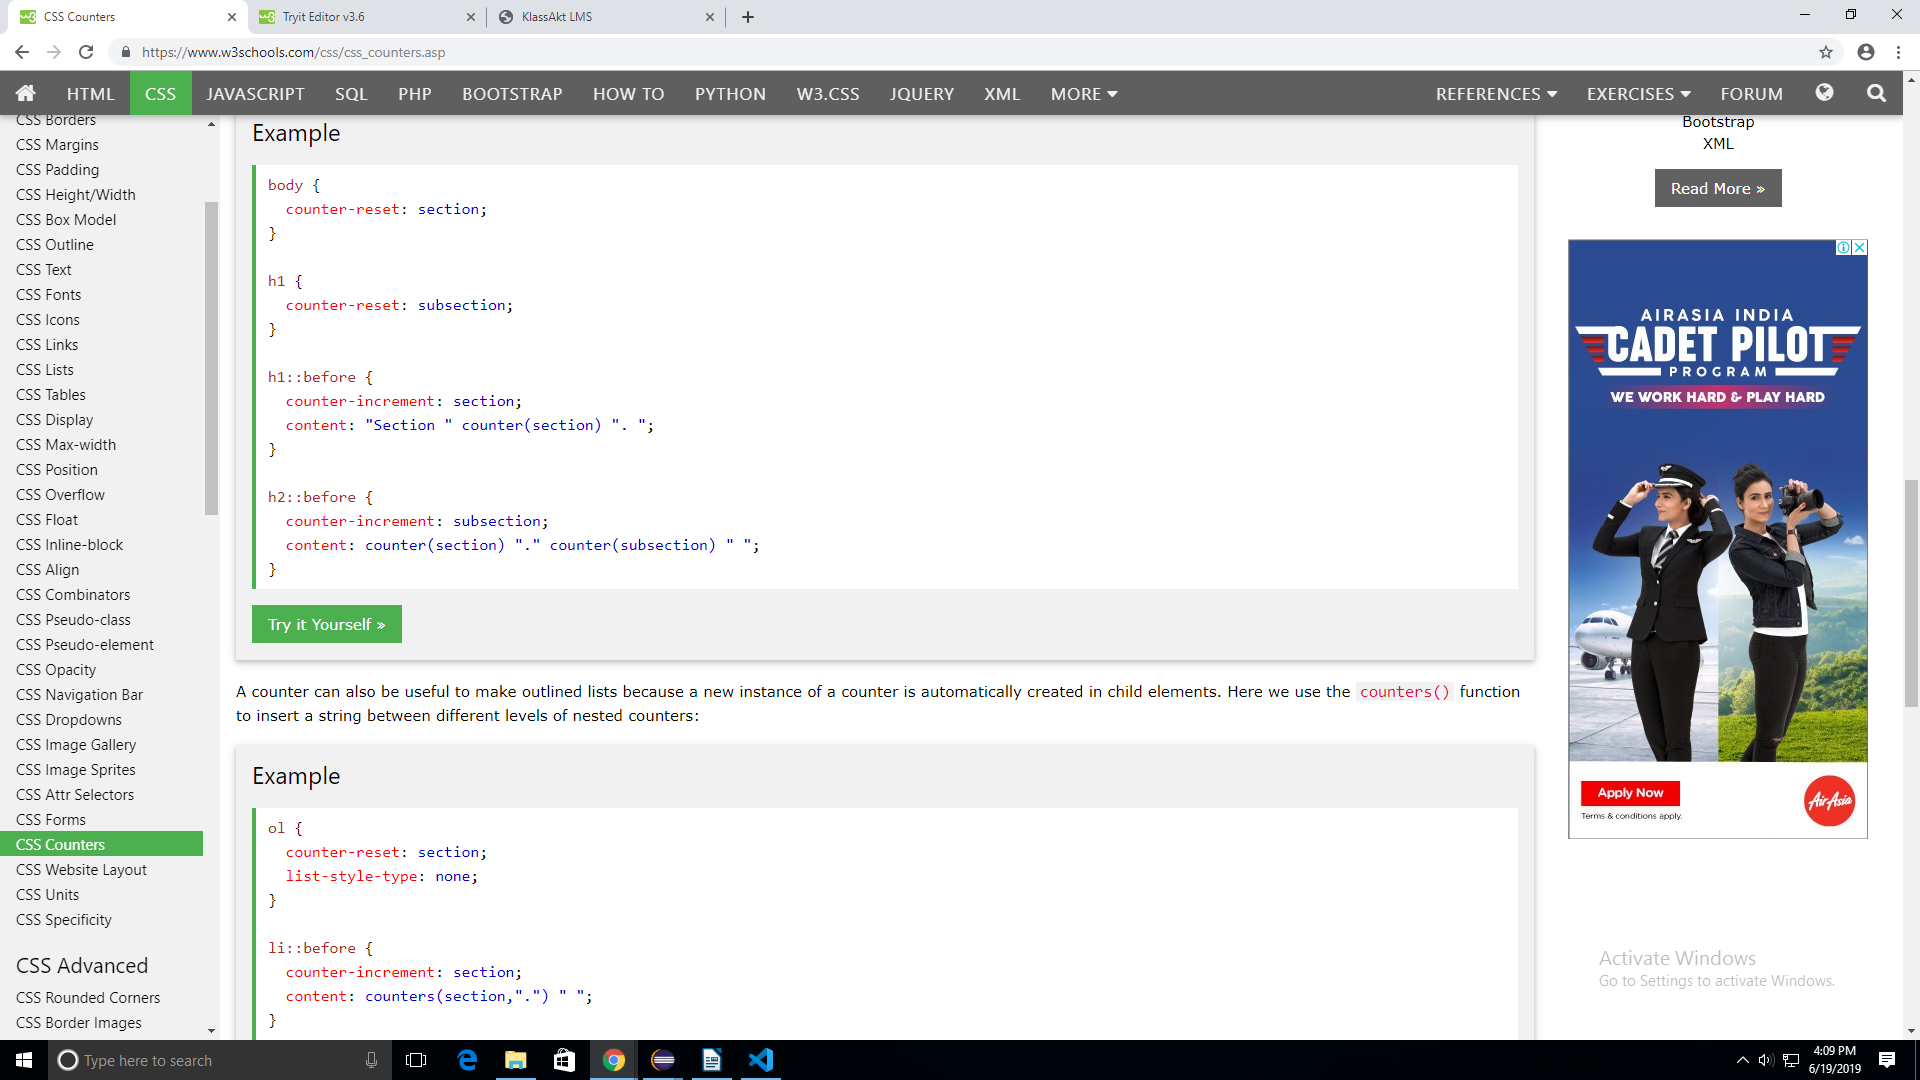 CSS Counters
Tryit Editor v3.6
KlassAkt LMS
https://www.w3schools.com/css/css_counters.asp
HTML CSS JAVASCRIPT SQL PHP BOOTSTRAP HOW TO PYTHON W3.CSS JQUERY XML MORE REFERENCES EXERCISES FORUM
CSS Borders
CSS Margins
CSS Padding
CSS Height/Width
CSS Box Model
CSS Outline
CSS Text
CSS Fonts
CSS Icons
CSS Links
CSS Lists
CSS Tables
CSS Display
CSS Max-width
CSS Position
CSS Overflow
CSS Float
CSS Inline-block
CSS Align
CSS Combinators
CSS Pseudo-class
CSS Pseudo-element
CSS Opacity
CSS Navigation Bar
CSS Dropdowns
CSS Image Gallery
CSS Image Sprites
CSS Attr Selectors
CSS Forms
CSS Counters
CSS Website Layout
CSS Units
CSS Specificity
CSS Advanced
CSS Rounded Corners
CSS Border Images
Example
body {
counter-reset: section;
}
h1 {
counter-reset: subsection;
}
h1::before {
counter-increment: section;
content: "Section " counter(section) ". ";
}
h2::before {
counter-increment: subsection;
content: counter(section) "." counter(subsection) " ";
}
Try it Yourself »
A counter can also be useful to make outlined lists because a new instance of a counter is automatically created in child elements. Here we use the counters() function
to insert a string between different levels of nested counters:
Example
ol {
counter-reset: section;
list-style-type: none;
}
li::before {
counter-increment: section;
content: counters(section,".") " ";
}
Bootstrap
XML
Read More »
AIRASIA INDIA
CADET PILOT
PROGRAM
WE WORK HARD & PLAY HARD
Apply Now
Terms & conditions apply.
AirAsia
Activate Windows
Go to Settings to activate Windows.
Type here to search
4:09 PM
6/19/2019